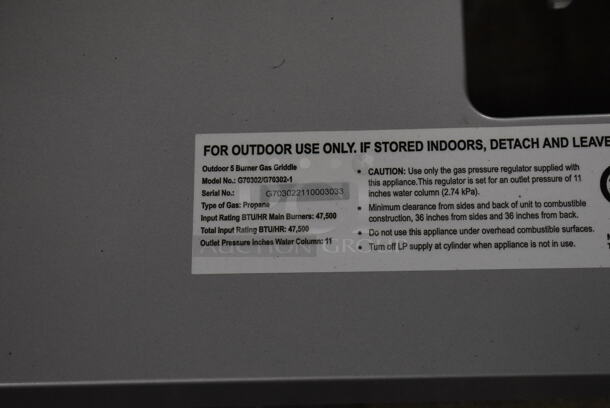 FOR OUTDOOR USE ONLY. IF STORED INDOORS, DETACH AND LEAVE
Outdoor 5 Burner Gas Griddle
Model No.: G70302/G70302-1
Serial No.: G703022110003033
Type of Gas: Propane
Input Rating BTU/HR Main Burners: 47,500
Total Input Rating BTU/HR: 47,500
Outlet Pressure Inches Water Column: 11
• CAUTION: Use only the gas pressure regulator supplied with
this appliance.This regulator is set for an outlet pressure of 11
inches water column (2.74 kPa).
• Minimum clearance from sides and back of unit to combustible
construction, 36 inches from sides and 36 inches from back.
• Do not use this appliance under overhead combustible surfaces.
• Turn off LP supply at cylinder when appliance is not in use.
AUCTION GROUP